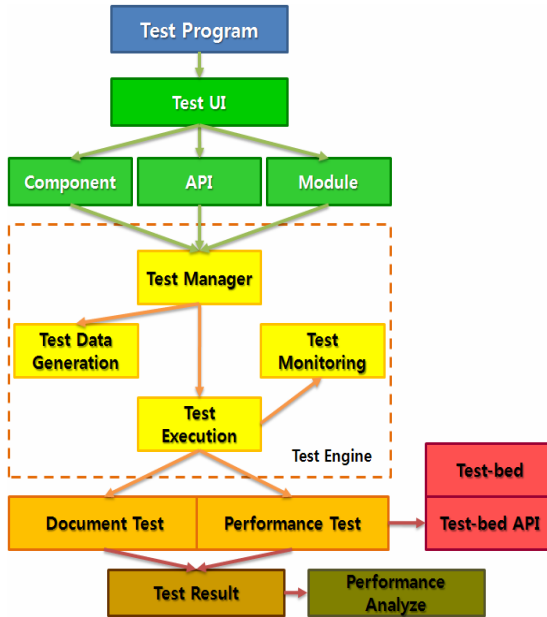 Test Program
Test UI
Component
API
Module
Test Manager
Test Data
Generation
Test
Monitoring
Test
Execution
Test Engine
Document Test
Performance Test
Test-bed
Test-bed API
Test Result
Performance
Analyze